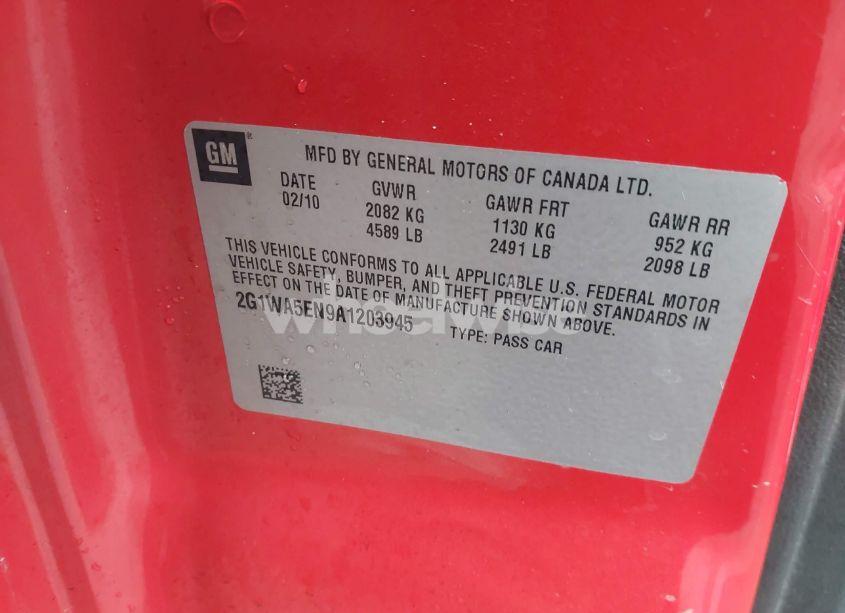 GM
MFD BY GENERAL MOTORS OF CANADA LTD.
DATE GVWR GAWR FRT GAWR RR
02/10 2082 KG 1130 KG 952 KG
4589 LB 2491 LB 2098 LB
THIS VEHICLE CONFORMS TO ALL APPLICABLE U.S. FEDERAL MOTOR
VEHICLE SAFETY, BUMPER, AND THEFT PREVENTION STANDARDS IN
EFFECT ON THE DATE OF MANUFACTURE SHOWN ABOVE.
2G1WA5EN9A1203945 TYPE: PASS CAR